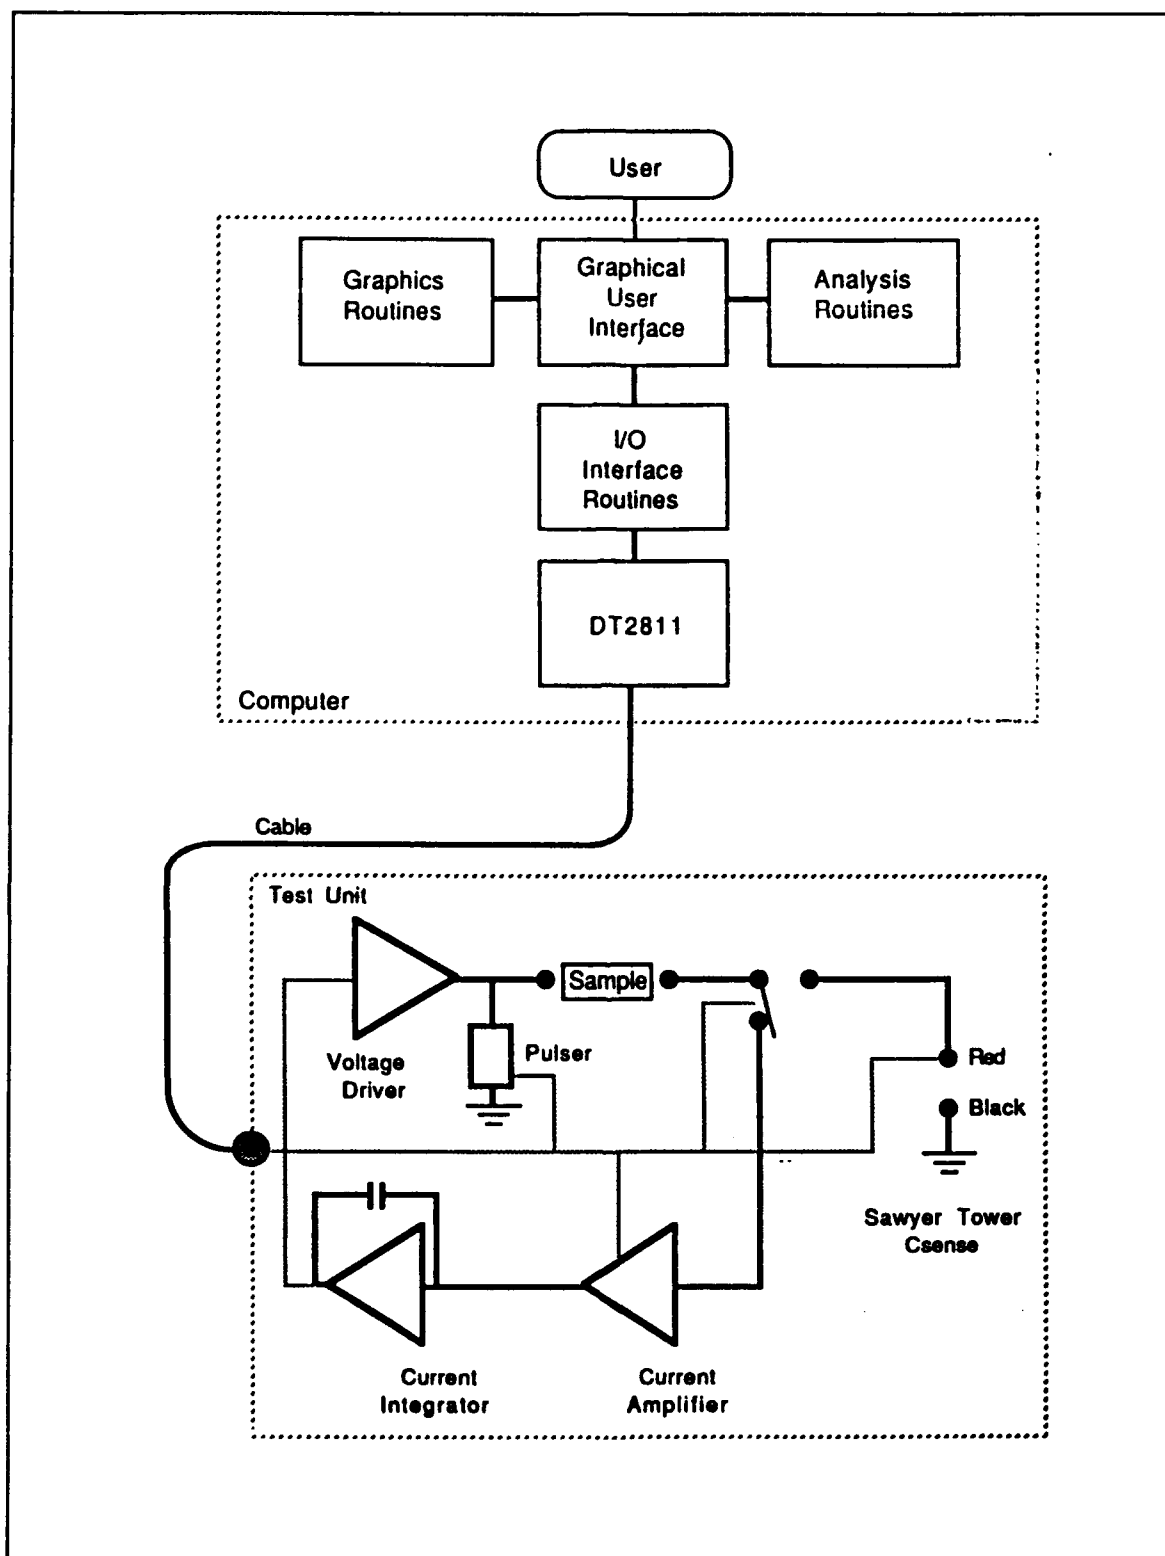 User
Graphics
Routines
Graphical
User
Interface
Analysis
Routines
I/O
Interface
Routines
DT2811
Computer
Cable
Test Unit
Sample
Voltage
Driver
Pulser
Red
Black
Sawyer Tower
Csense
Current
Integrator
Current
Amplifier